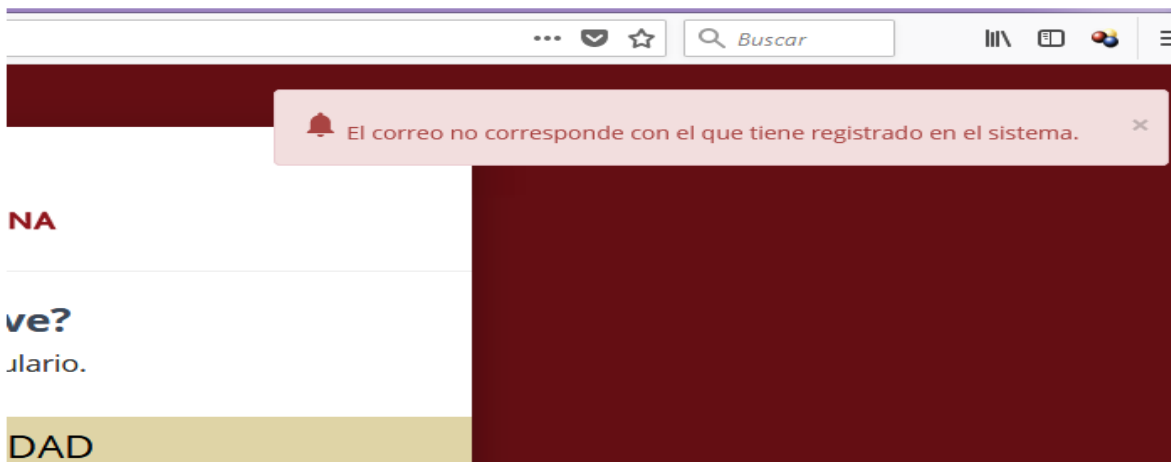 Buscar
El correo no corresponde con el que tiene registrado en el sistema.
NA
ve?
ulario.
DAD